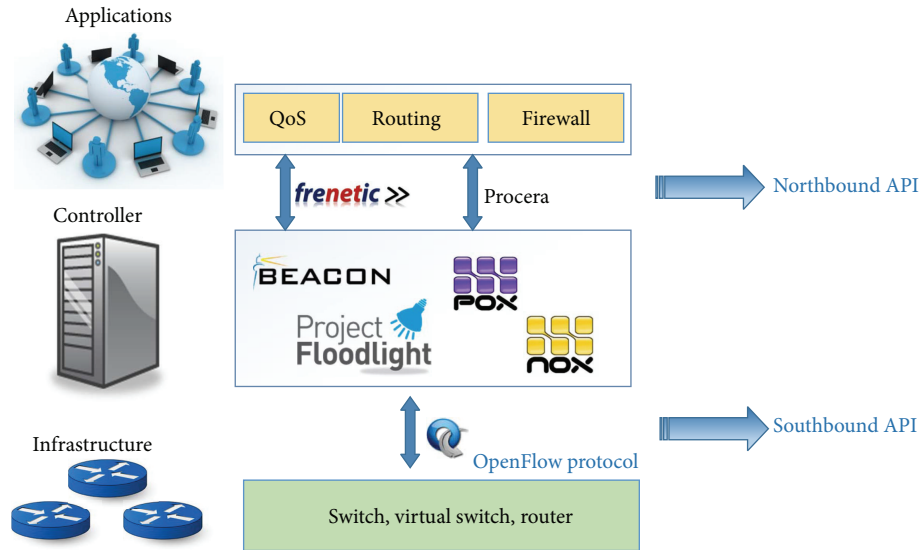 Applications
QoS
Routing
Firewall
frenetic >>
Procera
Northbound API
Controller
BEACON
POX
Project
Floodlight
nox
Southbound API
Infrastructure
OpenFlow protocol
Switch, virtual switch, router